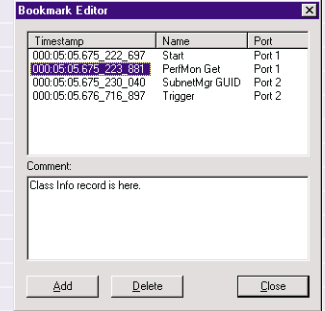 Bookmark Editor
Timestamp Name Port
000:05:05.675_222_697 Start Port 1
000:05:05.675_223_881 PerfMon Get Port 1
000:05:05.675_230_040 SubnetMgr GUID Port 2
000:05:05.676_716_897 Trigger Port 2
Comment:
Class Info record is here.
Add Delete Close